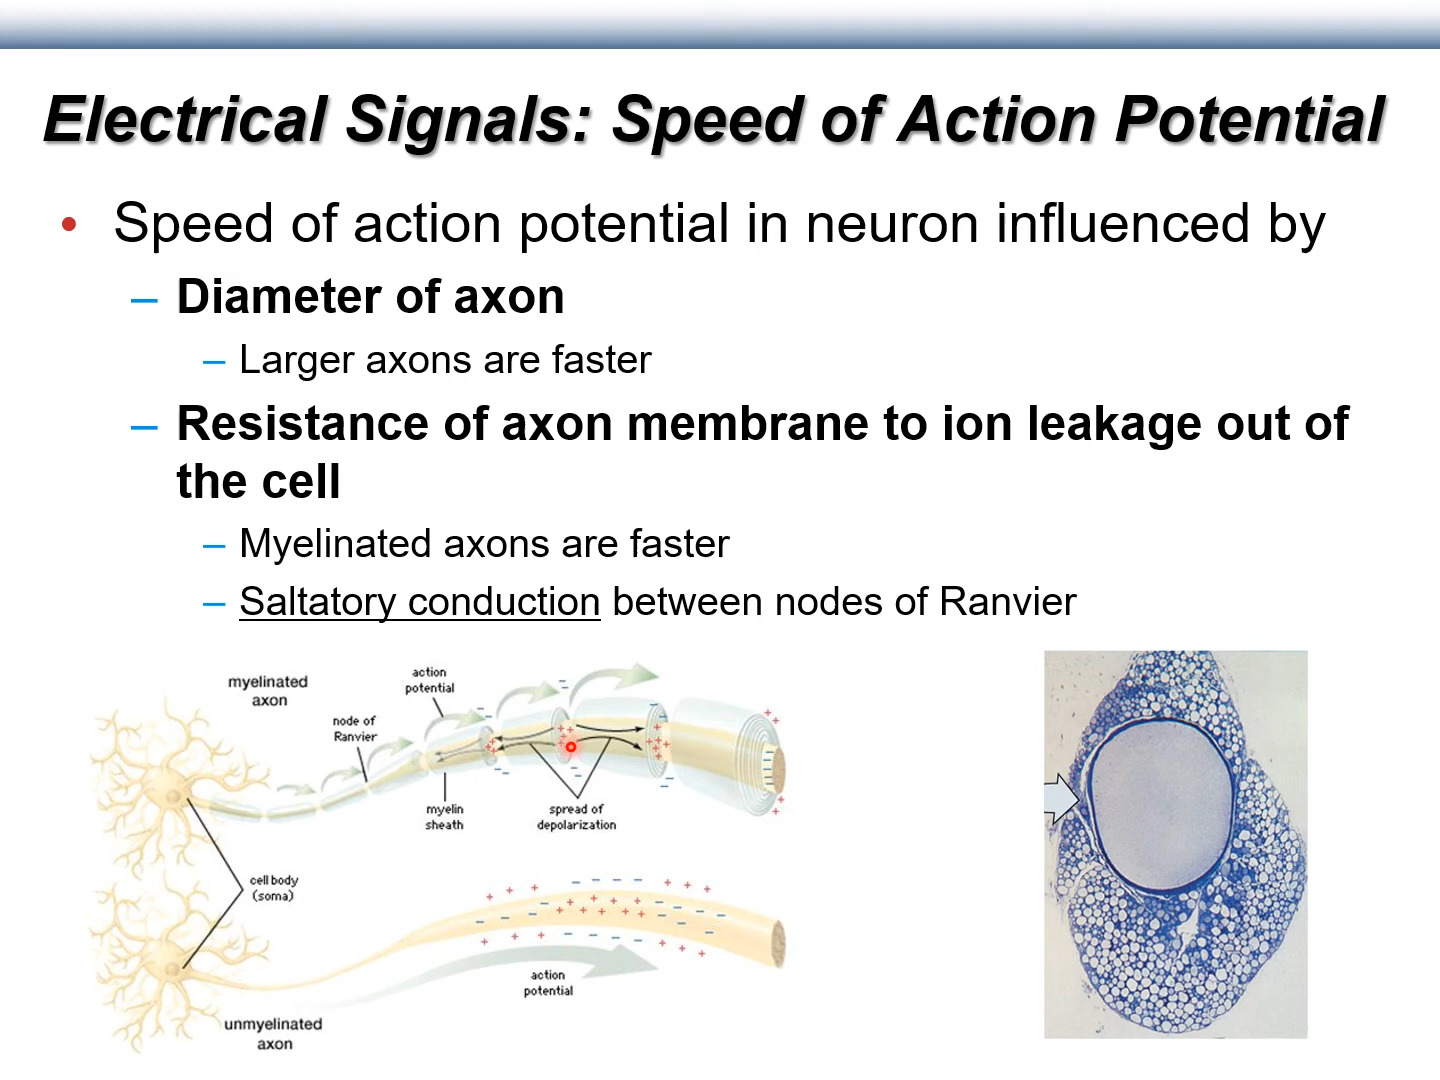 Electrical Signals: Speed of Action Potential
• Speed of action potential in neuron influenced by
– Diameter of axon
– Larger axons are faster
– Resistance of axon membrane to ion leakage out of
the cell
– Myelinated axons are faster
– Saltatory conduction between nodes of Ranvier
myelinated
axon
action
potential
node of
Ranvier
myelin
sheath
spread of
depolarization
cell body
(soma)
action
potential
unmyelinated
axon